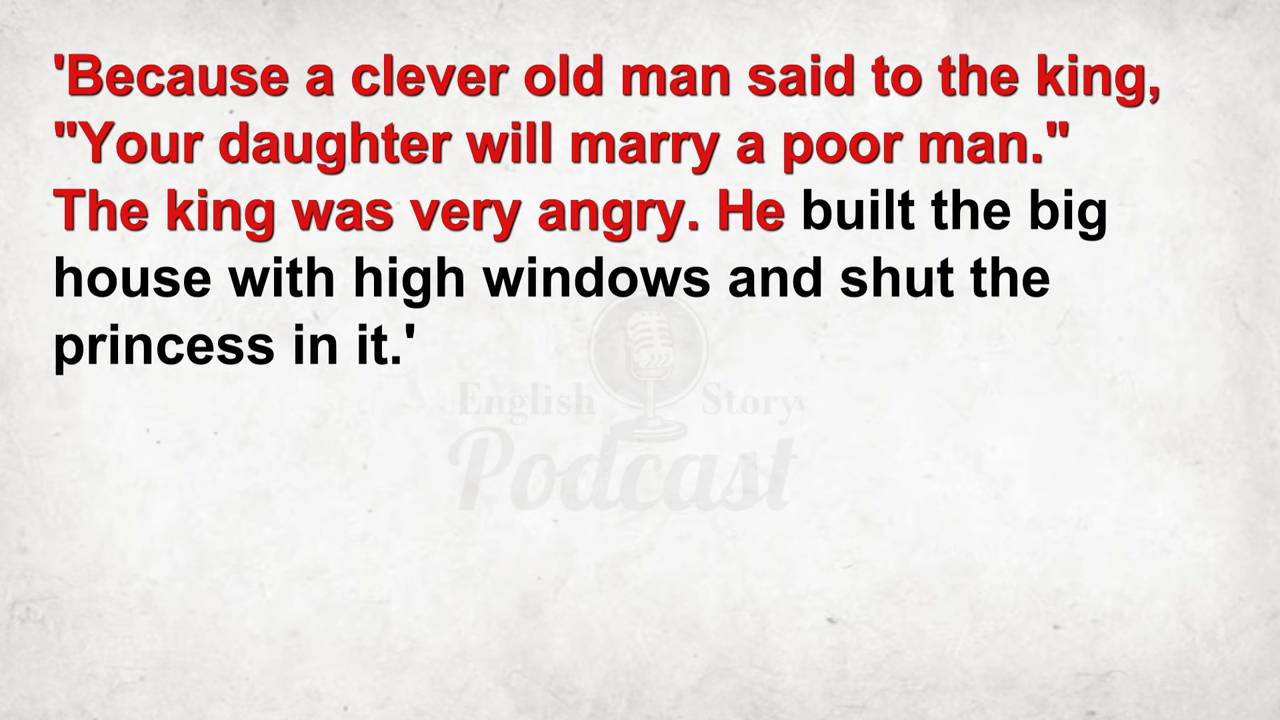 'Because a clever old man said to the king,
"Your daughter will marry a poor man."
The king was very angry. He built the big
house with high windows and shut the
princess in it.'
English Story
Podcast